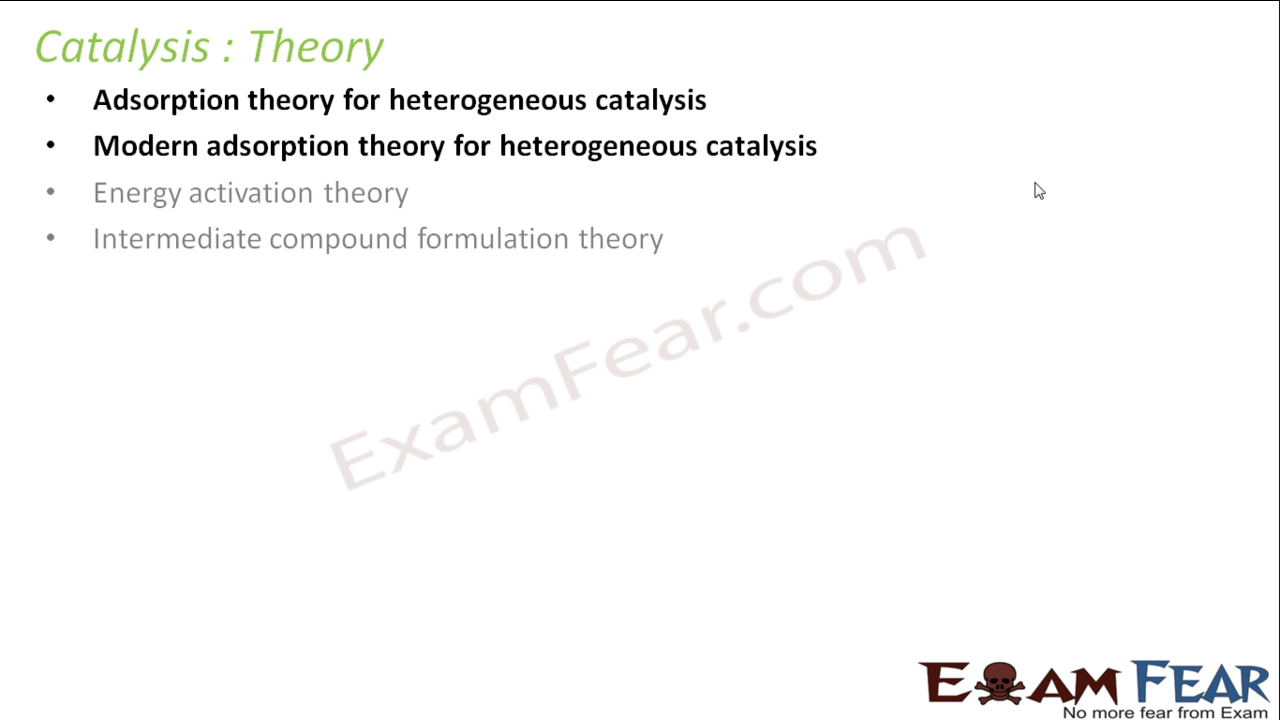 Catalysis : Theory
• Adsorption theory for heterogeneous catalysis
• Modern adsorption theory for heterogeneous catalysis
• Energy activation theory
• Intermediate compound formulation theory
ExamFear.com
EXAM FEAR
No more fear from Exam